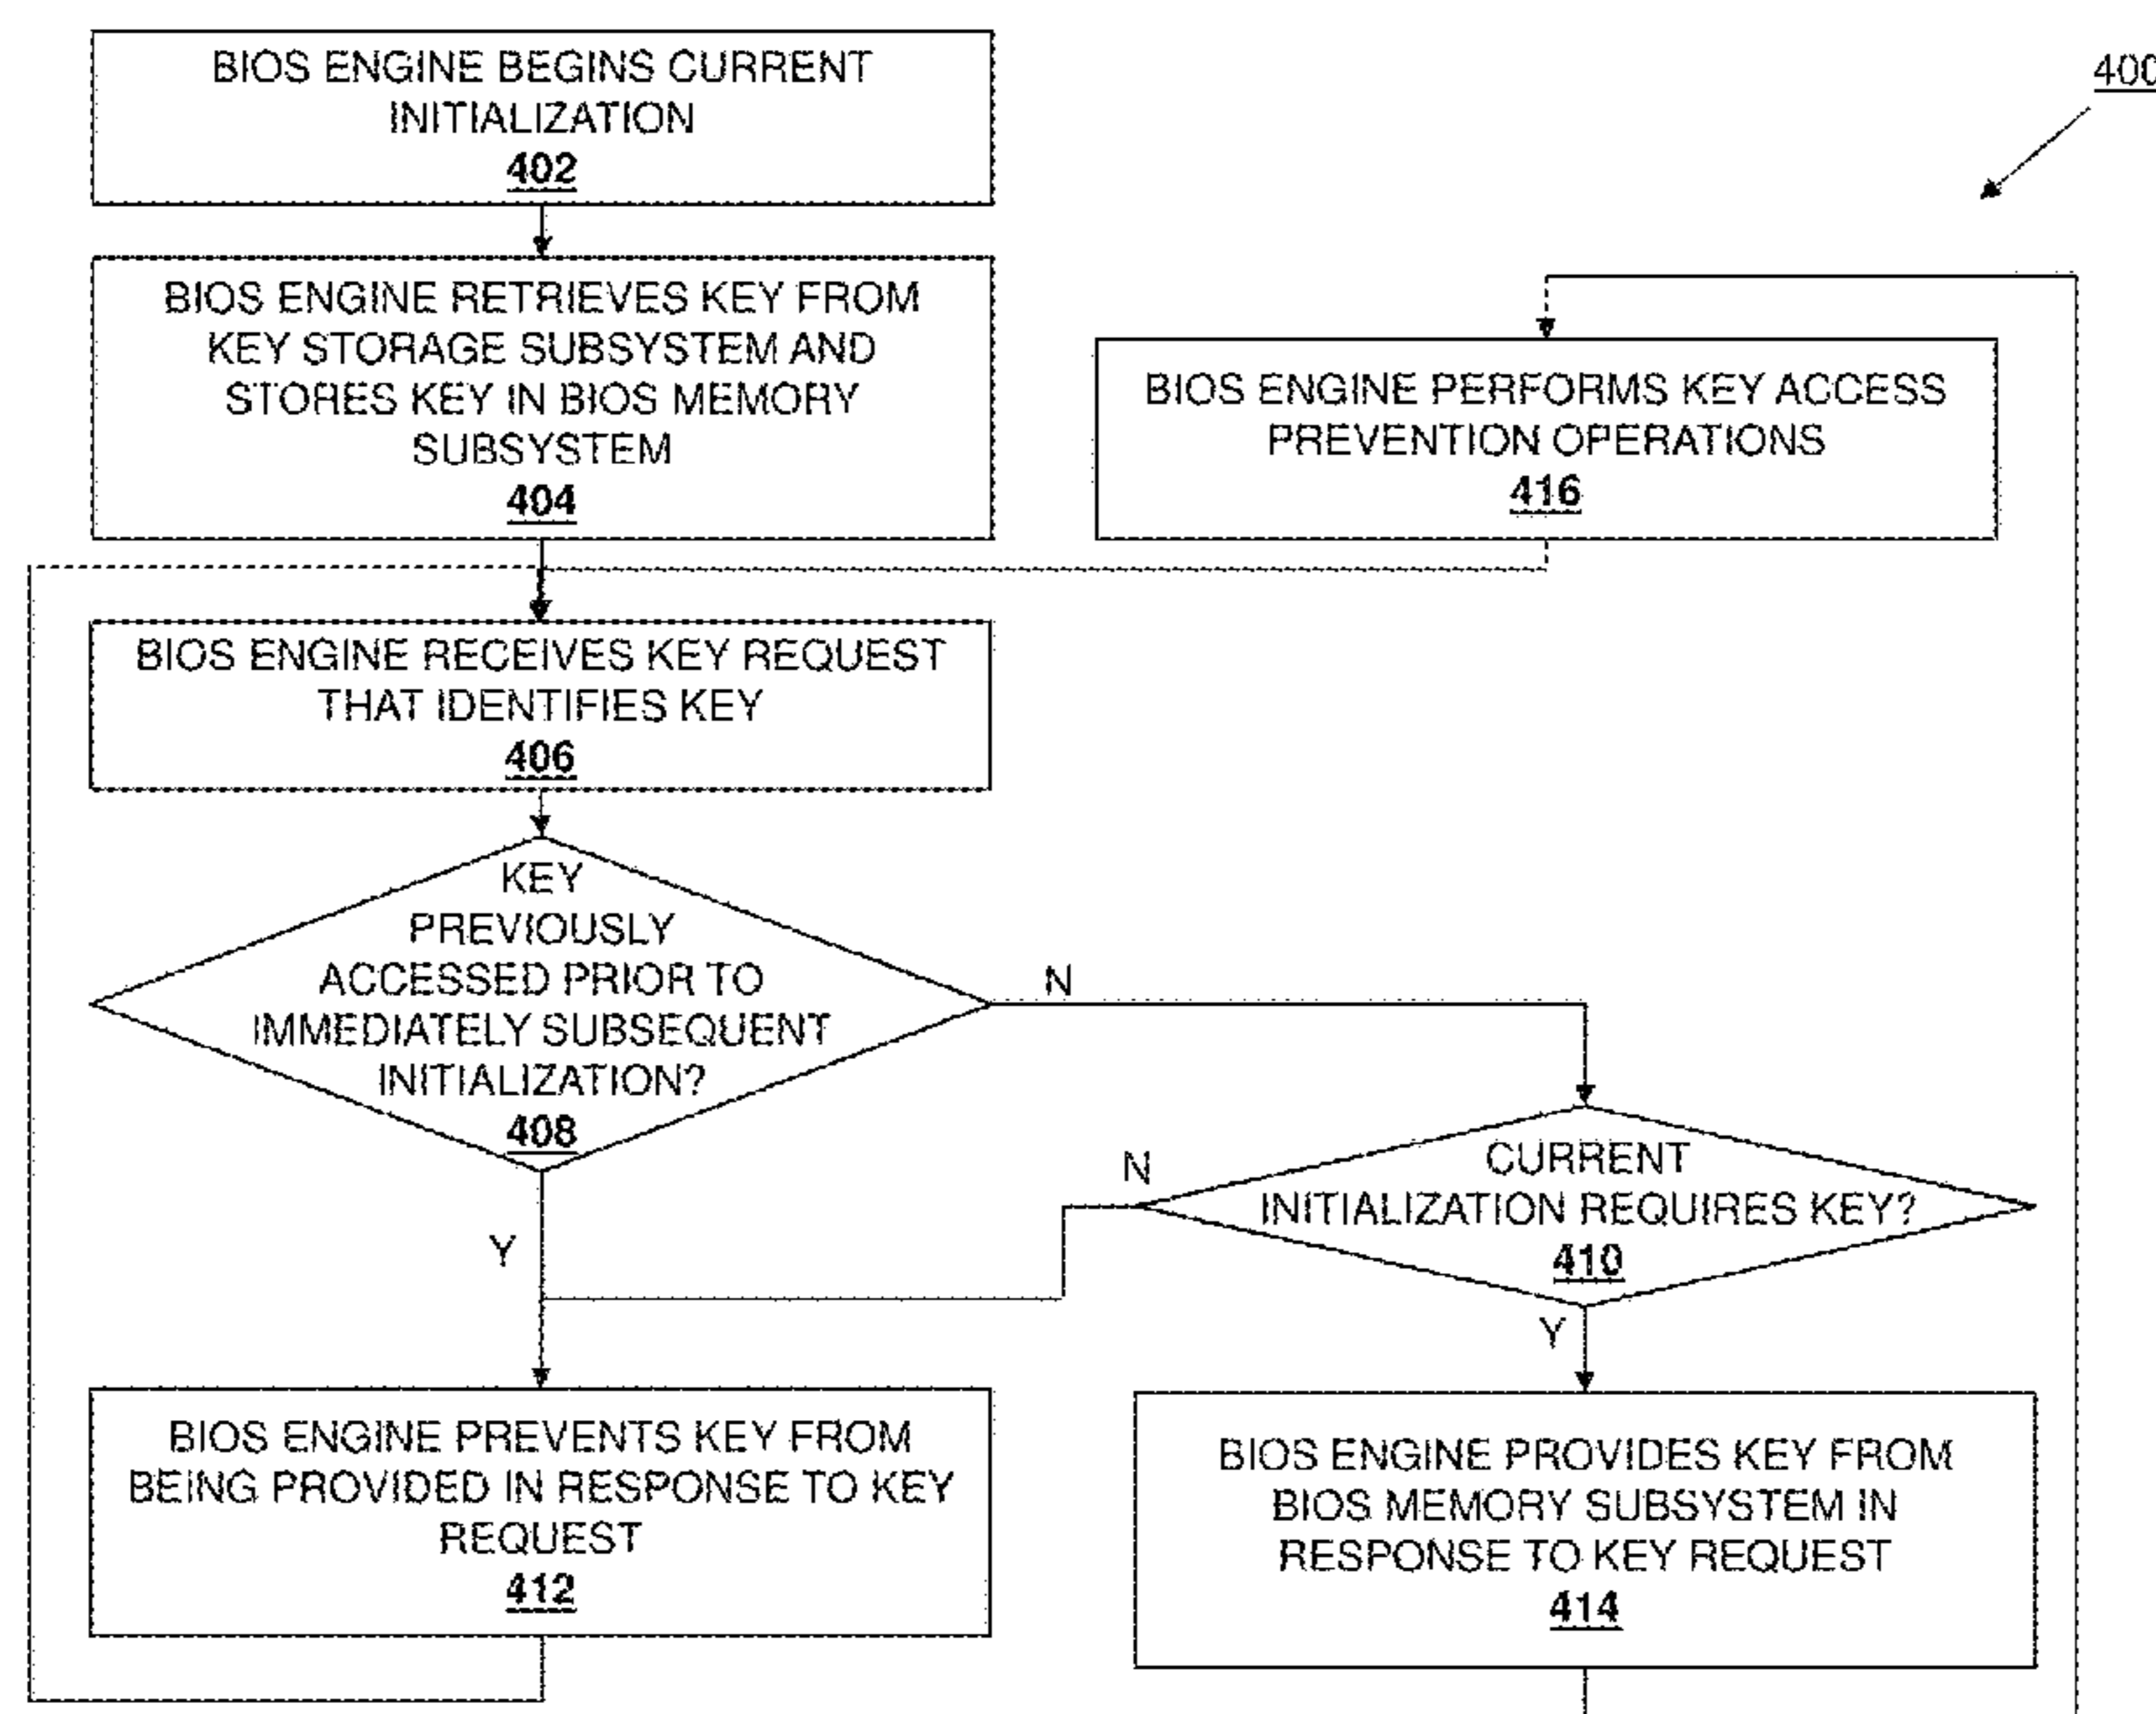 BIOS ENGINE BEGINS CURRENT
INITIALIZATION
402
400
BIOS ENGINE RETRIEVES KEY FROM
KEY STORAGE SUBSYSTEM AND
STORES KEY IN BIOS MEMORY
SUBSYSTEM
404
BIOS ENGINE PERFORMS KEY ACCESS
PREVENTION OPERATIONS
416
BIOS ENGINE RECEIVES KEY REQUEST
THAT IDENTIFIES KEY
406
KEY
PREVIOUSLY
ACCESSED PRIOR TO
IMMEDIATELY SUBSEQUENT
INITIALIZATION?
408
N
Y
CURRENT
INITIALIZATION REQUIRES KEY?
410
N
Y
BIOS ENGINE PREVENTS KEY FROM
BEING PROVIDED IN RESPONSE TO KEY
REQUEST
412
BIOS ENGINE PROVIDES KEY FROM
BIOS MEMORY SUBSYSTEM IN
RESPONSE TO KEY REQUEST
414